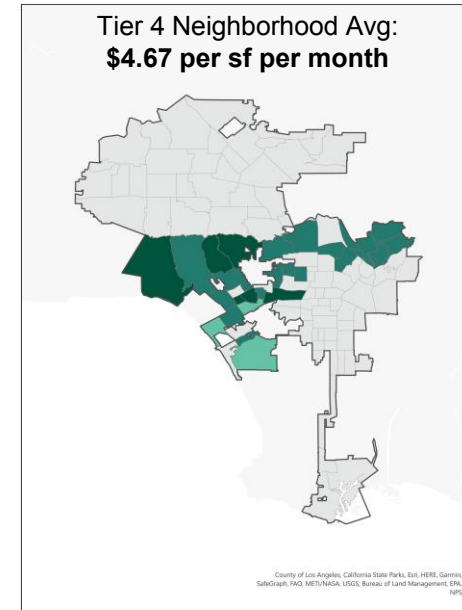 Tier 4 Neighborhood Avg:
$4.67 per sf per month
County of Los Angeles, California State Parks, Esri, HERE, Garmin,
SafeGraph, FAO, METI/NASA, USGS, Bureau of Land Management, EPA,
NPS